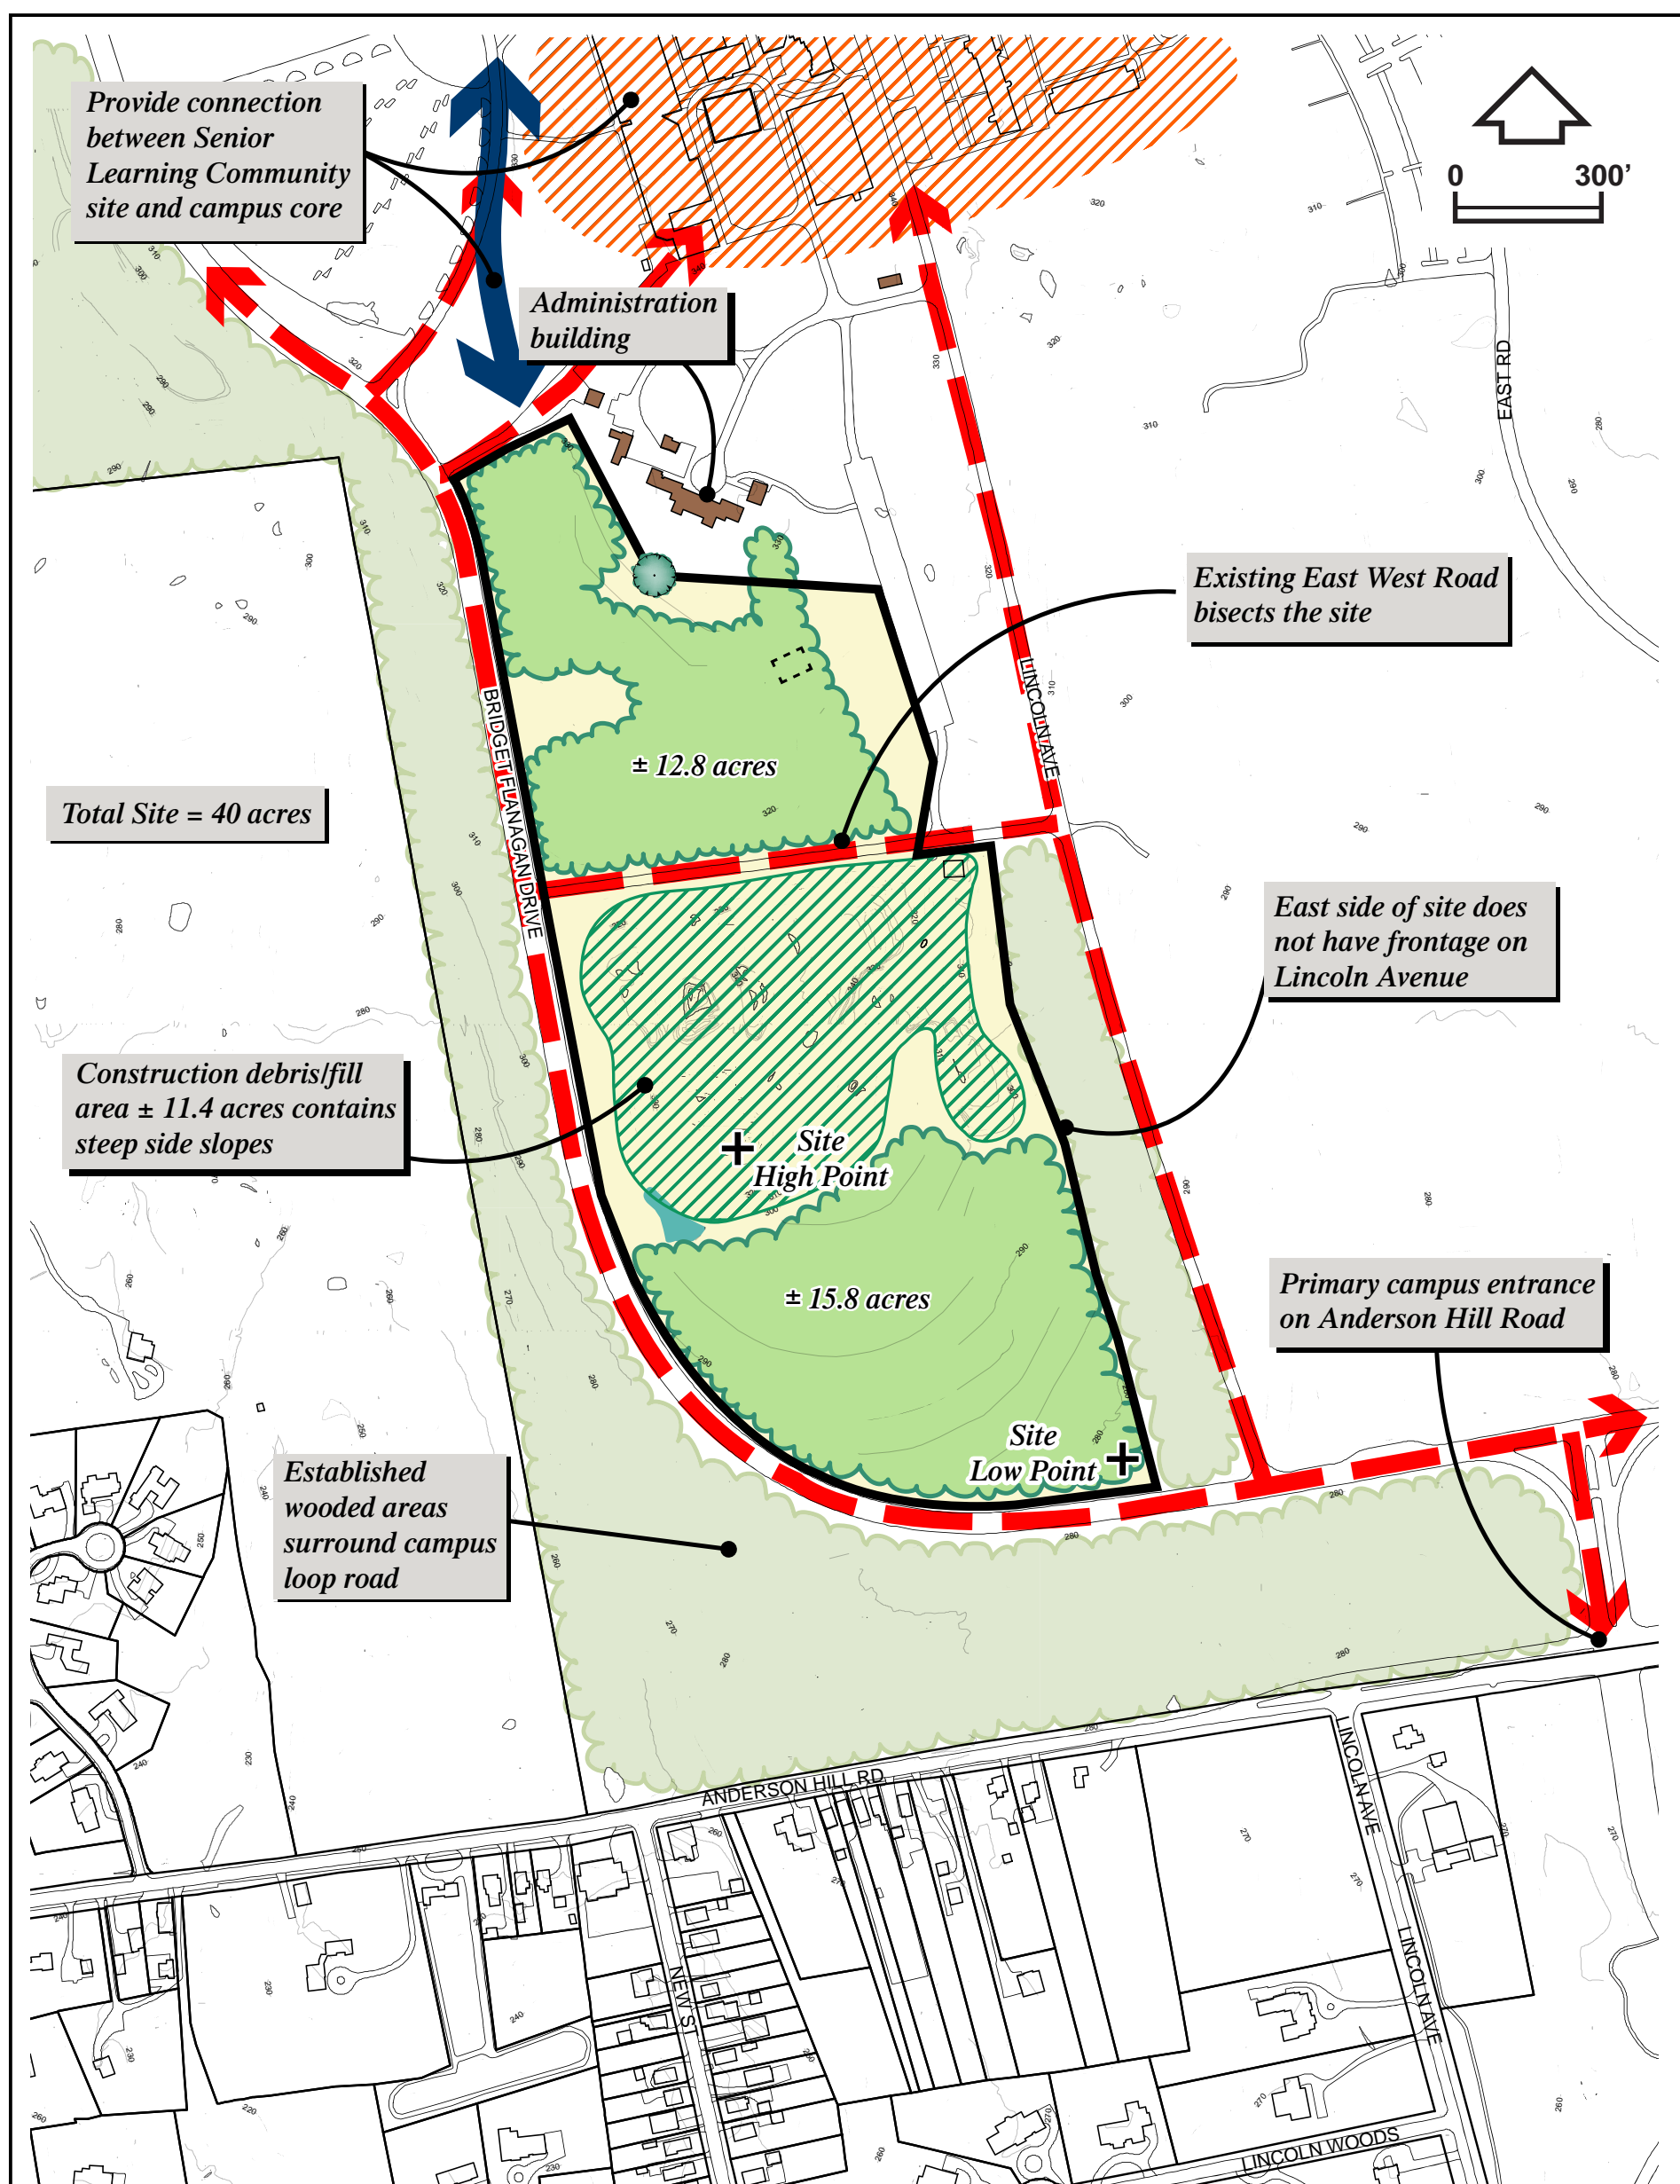 Provide connection
between Senior
Learning Community
site and campus core
0 300'
Administration
building
EAST RD
Existing East West Road
bisects the site
LINCOLN AVE
BRIDGET FLANAGAN DRIVE
± 12.8 acres
Total Site = 40 acres
East side of site does
not have frontage on
Lincoln Avenue
Construction debris/fill
area ± 11.4 acres contains
steep side slopes
Site
High Point
± 15.8 acres
Primary campus entrance
on Anderson Hill Road
Site
Low Point
Established
wooded areas
surround campus
loop road
ANDERSON HILL RD
LINCOLN AVE
NEW ST
LINCOLN AVE
LINCOLN WOODS